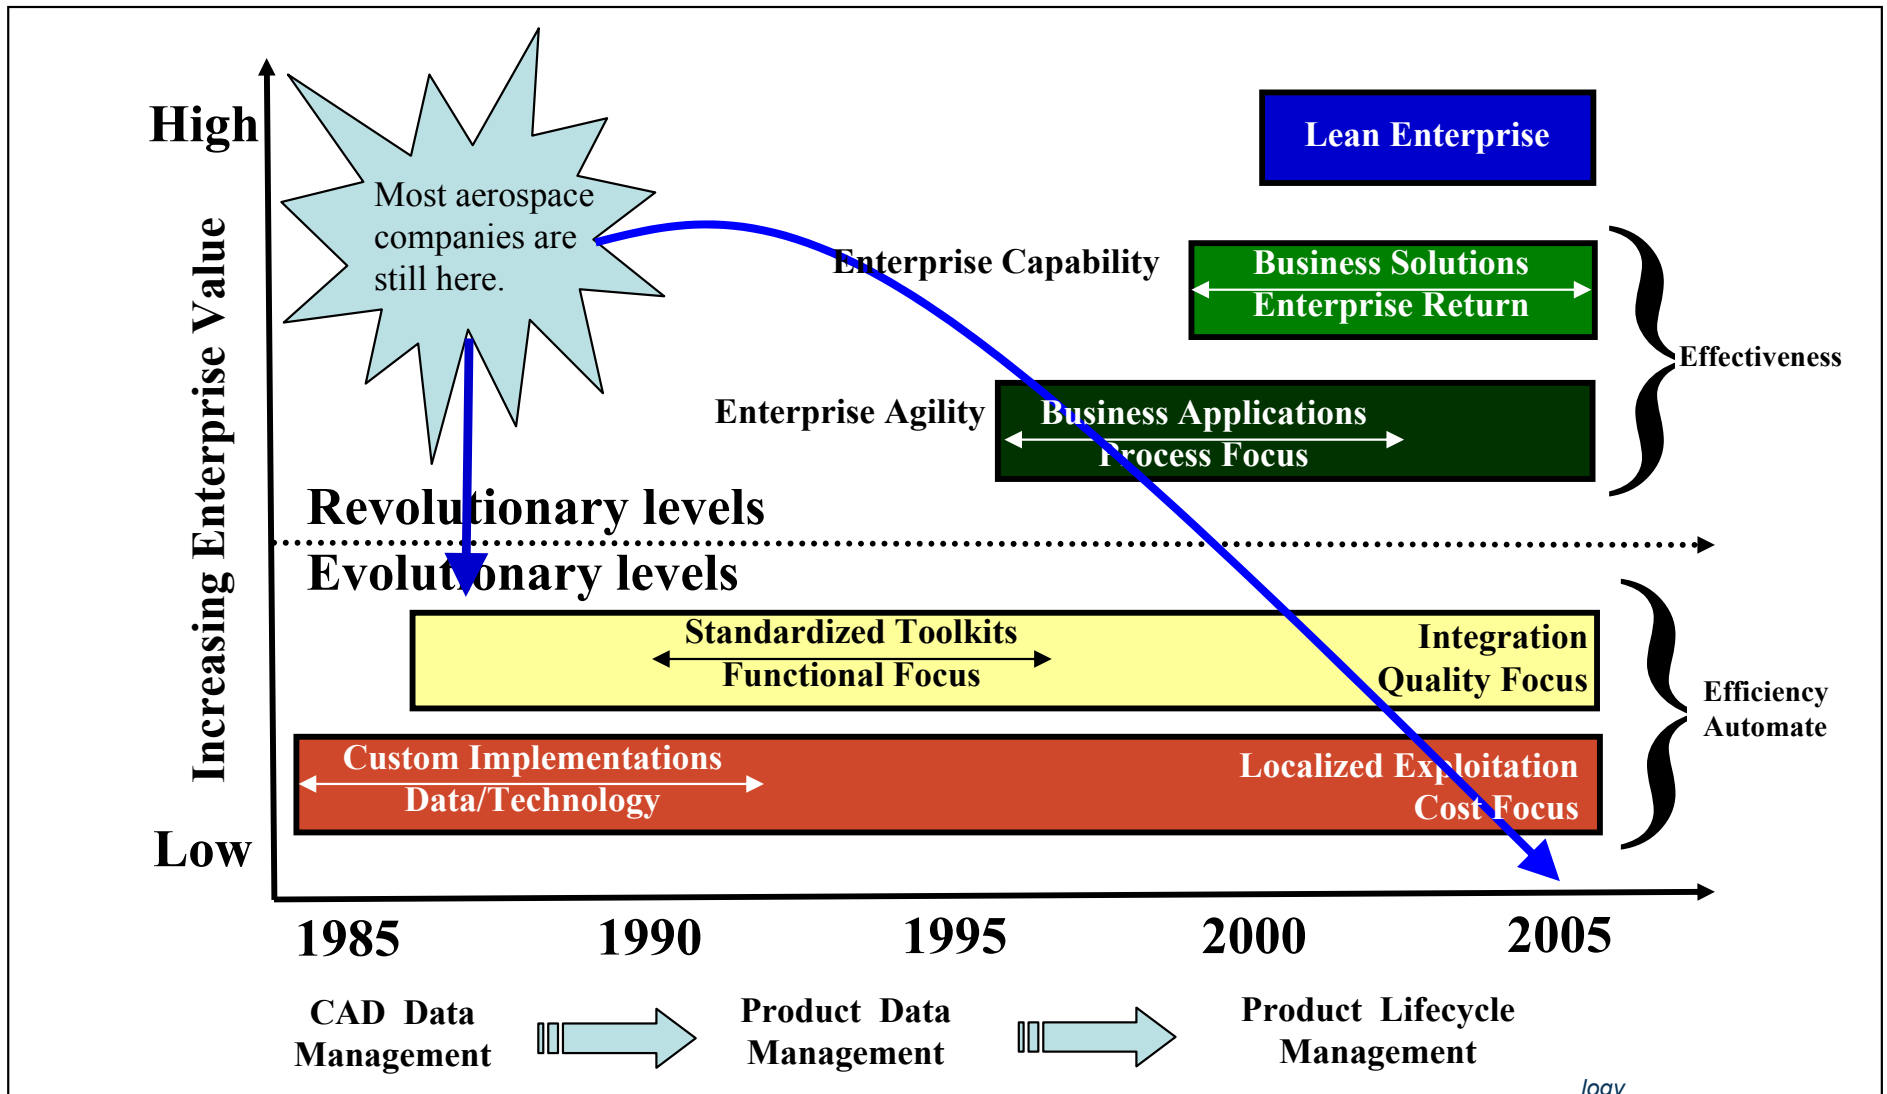 High
Lean Enterprise
Most aerospace
companies are
still here.
Enterprise Capability
Business Solutions
Enterprise Return
Effectiveness
Enterprise Agility
Business Applications
Process Focus
Increasing Enterprise Value
Revolutionary levels
Evolutionary levels
Standardized Toolkits
Functional Focus
Integration
Quality Focus
Efficiency
Automate
Custom Implementations
Data/Technology
Localized Exploitation
Cost Focus
Low
1985 1990 1995 2000 2005
CAD Data
Management
Product Data
Management
Product Lifecycle
Management